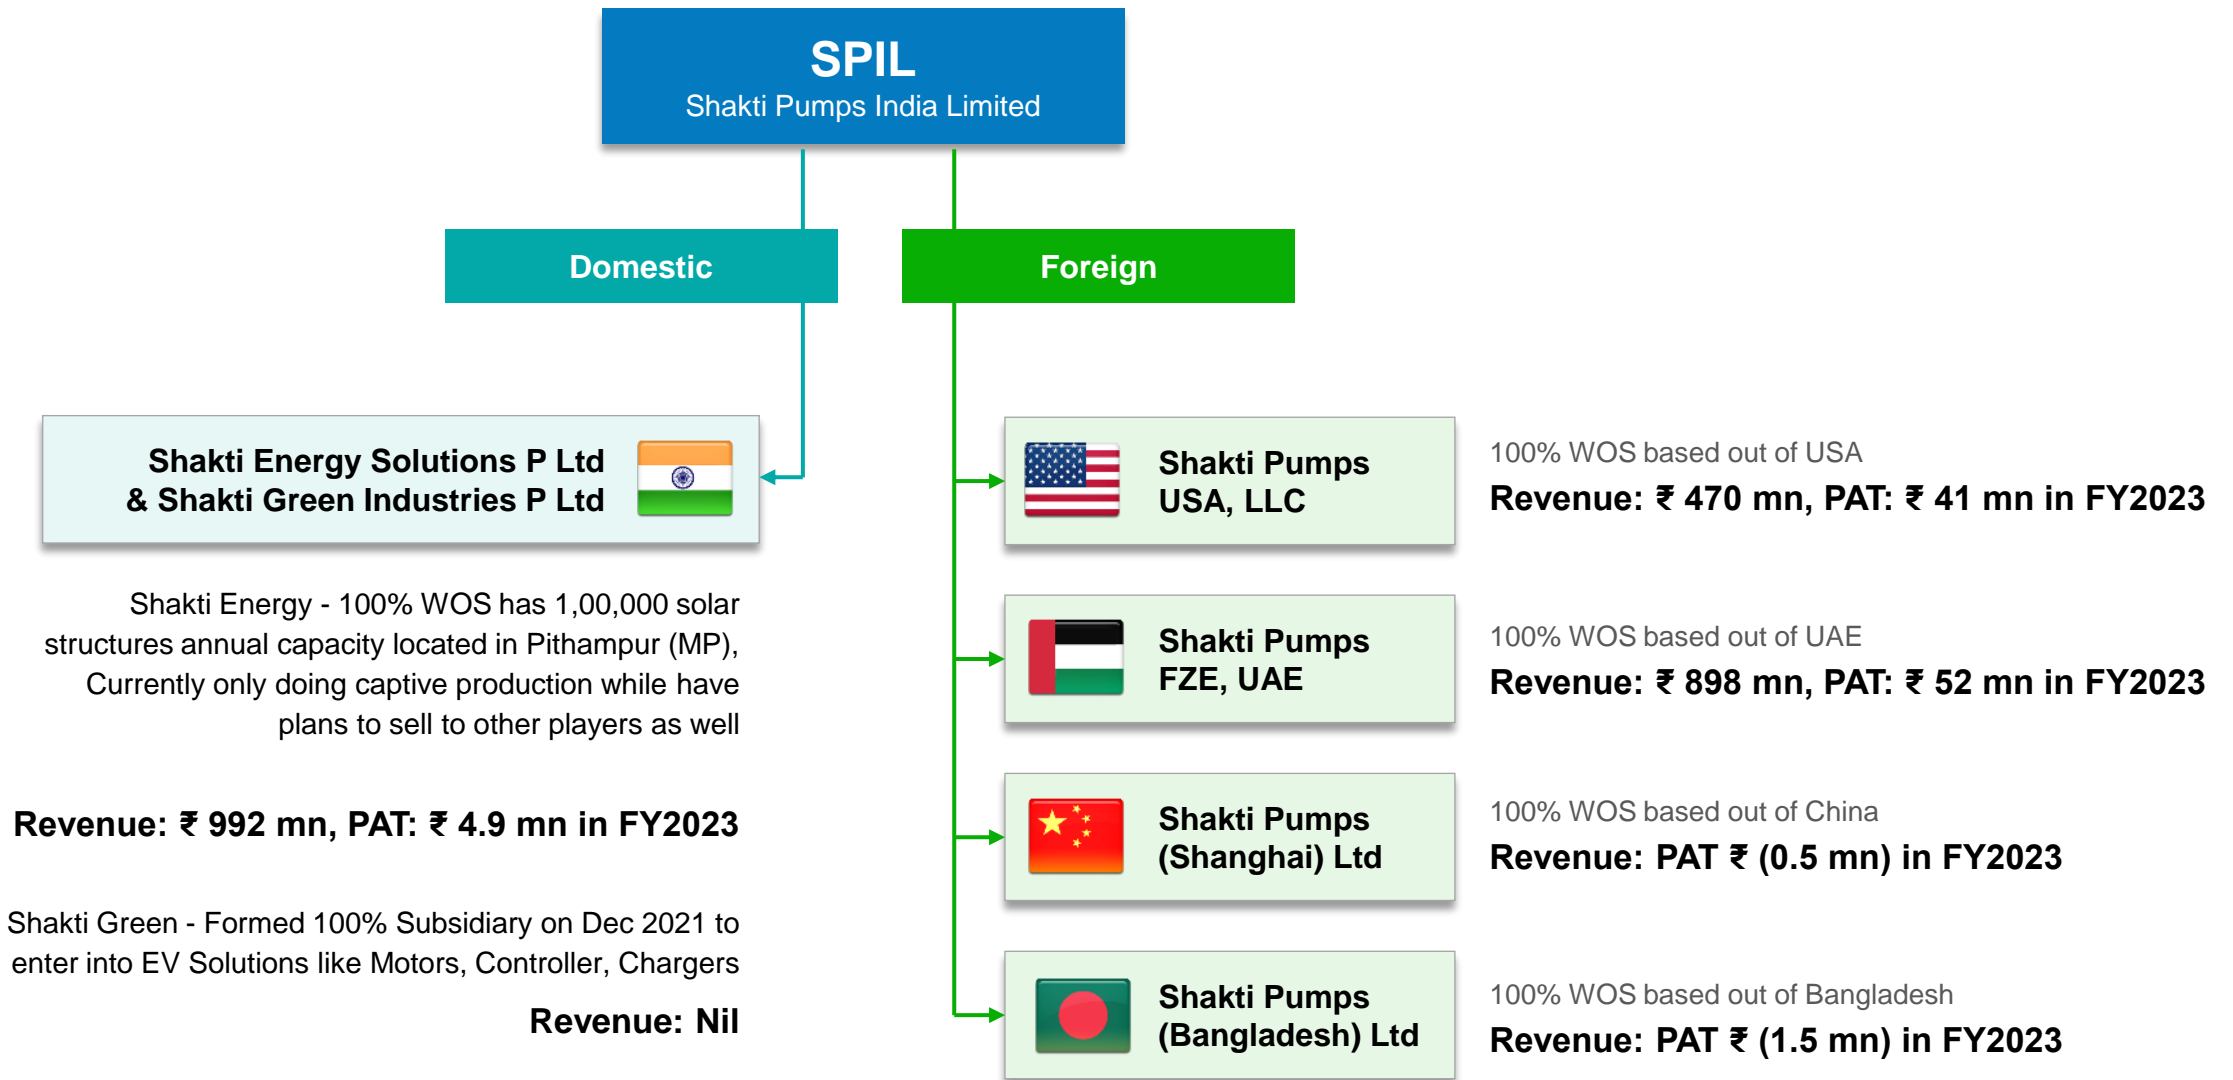 SPIL
Shakti Pumps India Limited
Domestic
Foreign
Shakti Energy Solutions P Ltd
& Shakti Green Industries P Ltd
Shakti Energy - 100% WOS has 1,00,000 solar
structures annual capacity located in Pithampur (MP),
Currently only doing captive production while have
plans to sell to other players as well
Revenue: ₹ 992 mn, PAT: ₹ 4.9 mn in FY2023
Shakti Green - Formed 100% Subsidiary on Dec 2021 to
enter into EV Solutions like Motors, Controller, Chargers
Revenue: Nil
Shakti Pumps
USA, LLC
100% WOS based out of USA
Revenue: ₹ 470 mn, PAT: ₹ 41 mn in FY2023
Shakti Pumps
FZE, UAE
100% WOS based out of UAE
Revenue: ₹ 898 mn, PAT: ₹ 52 mn in FY2023
Shakti Pumps
(Shanghai) Ltd
100% WOS based out of China
Revenue: PAT ₹ (0.5 mn) in FY2023
Shakti Pumps
(Bangladesh) Ltd
100% WOS based out of Bangladesh
Revenue: PAT ₹ (1.5 mn) in FY2023